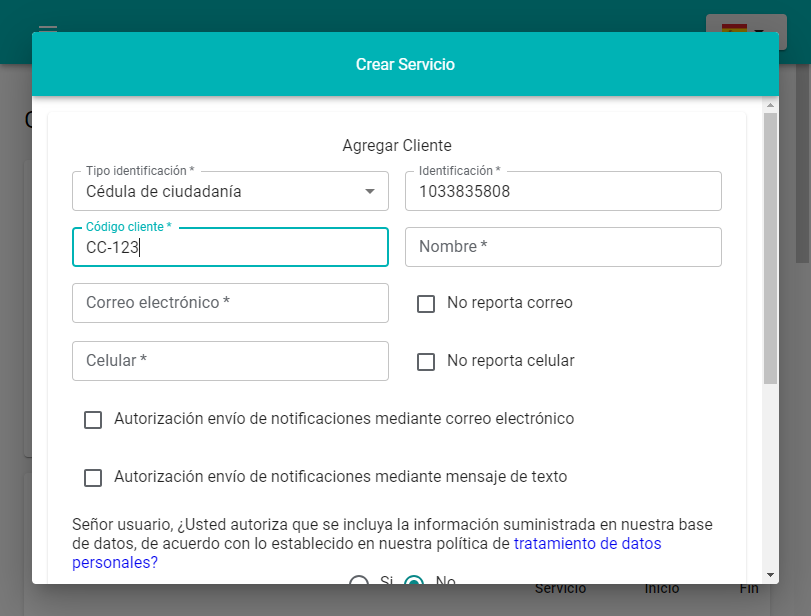 Crear Servicio
Agregar Cliente
Tipo identificación *
Cédula de ciudadanía
Identificación *
1033835808
Código cliente *
CC-123
Nombre *
Correo electrónico *
No reporta correo
Celular *
No reporta celular
Autorización envío de notificaciones mediante correo electrónico
Autorización envío de notificaciones mediante mensaje de texto
Señor usuario, ¿Usted autoriza que se incluya la información suministrada en nuestra base
de datos, de acuerdo con lo establecido en nuestra política de tratamiento de datos
personales?
Si No
Servicio Inicio Fin